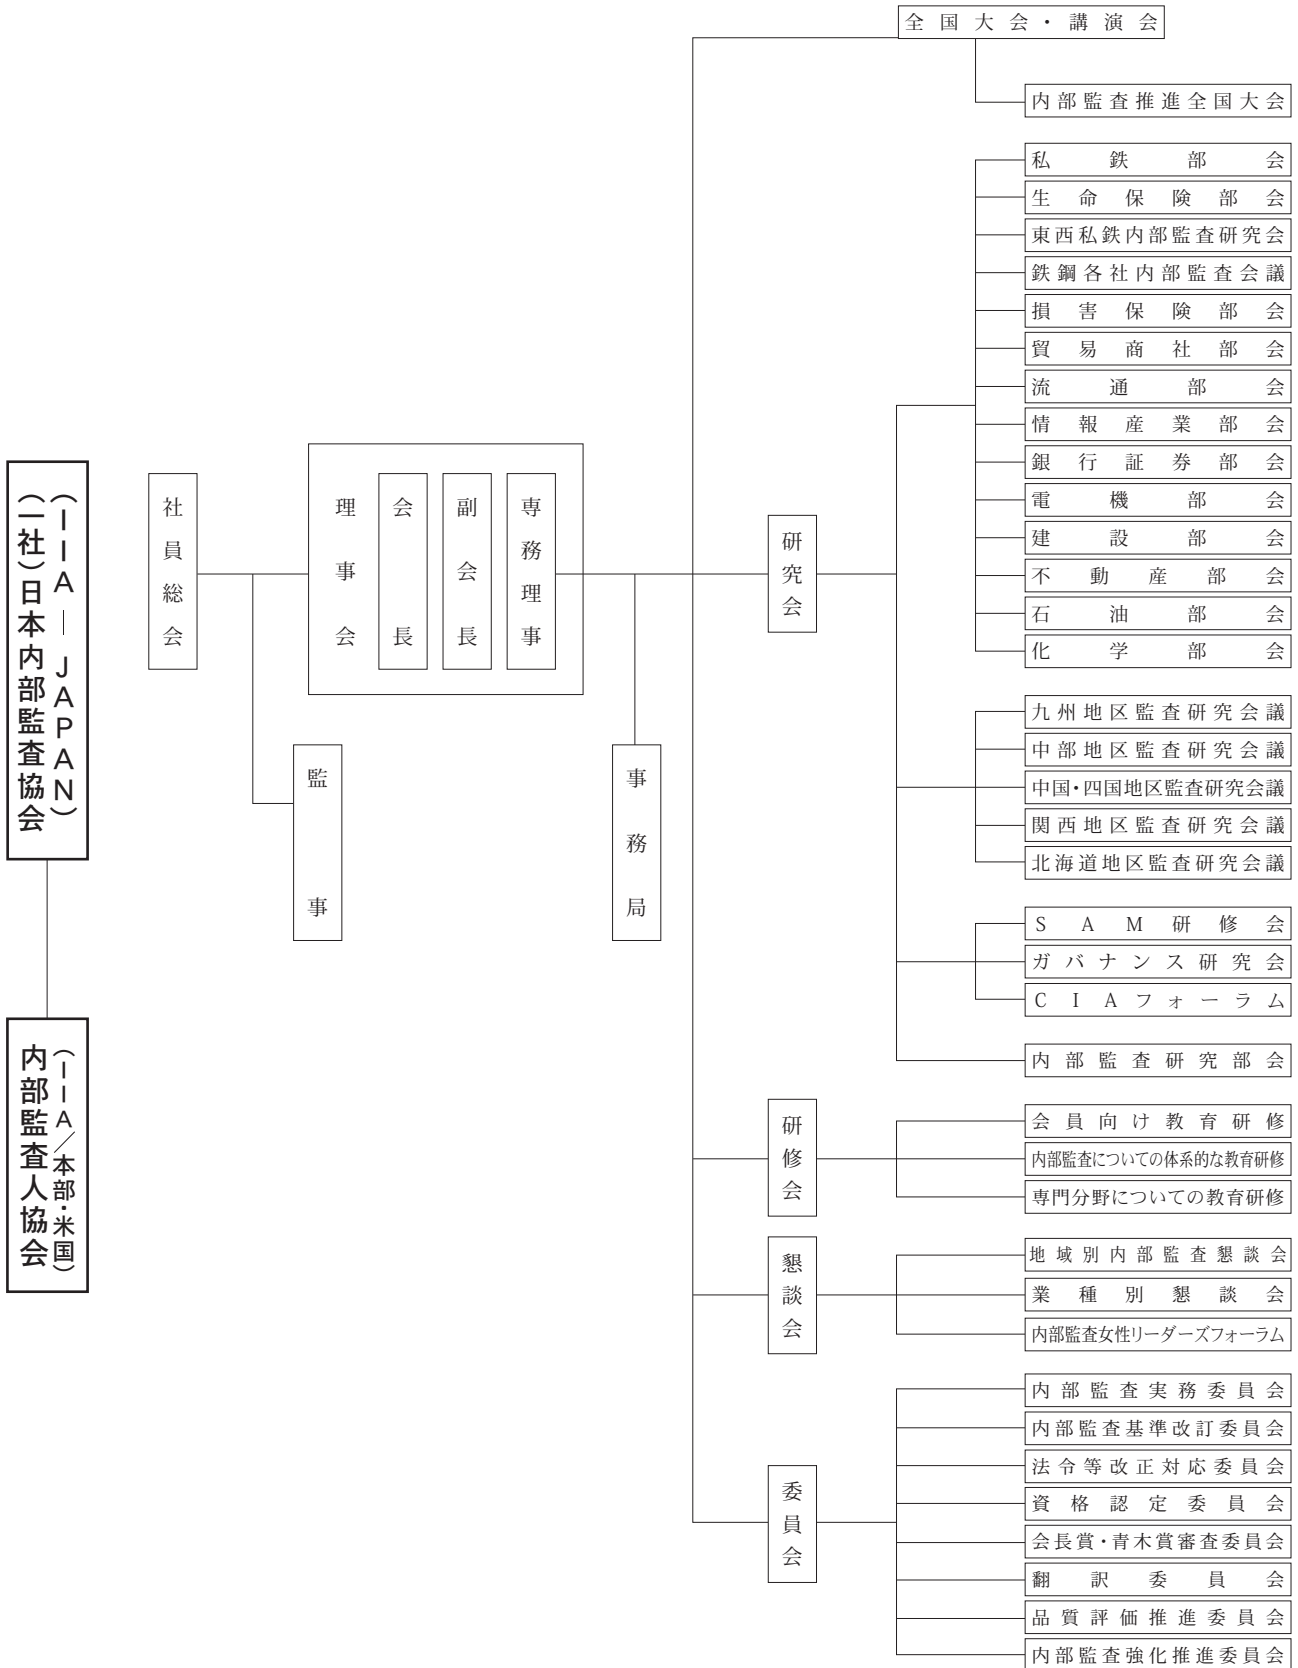 (IIA－JAPAN)
(一社)日本内部監査協会
(IIA／本部・米国)
内部監査人協会
社員総会
監事
理事会
会長
副会長
専務理事
事務局
全国大会・講演会
内部監査推進全国大会
研究会
私鉄部会
生命保険部会
東西私鉄内部監査研究会
鉄鋼各社内部監査会議
損害保険部会
貿易商社部会
流通部会
情報産業部会
銀行証券部会
電機部会
建設部会
不動産部会
石油部会
化学部会
九州地区監査研究会議
中部地区監査研究会議
中国・四国地区監査研究会議
関西地区監査研究会議
北海道地区監査研究会議
SAM研修会
ガバナンス研究会
CIAフォーラム
内部監査研究部会
研修会
会員向け教育研修
内部監査についての体系的な教育研修
専門分野についての教育研修
懇談会
地域別内部監査懇談会
業種別懇談会
内部監査女性リーダーズフォーラム
委員会
内部監査実務委員会
内部監査基準改訂委員会
法令等改正対応委員会
資格認定委員会
会長賞・青木賞審査委員会
翻訳委員会
品質評価推進委員会
内部監査強化推進委員会